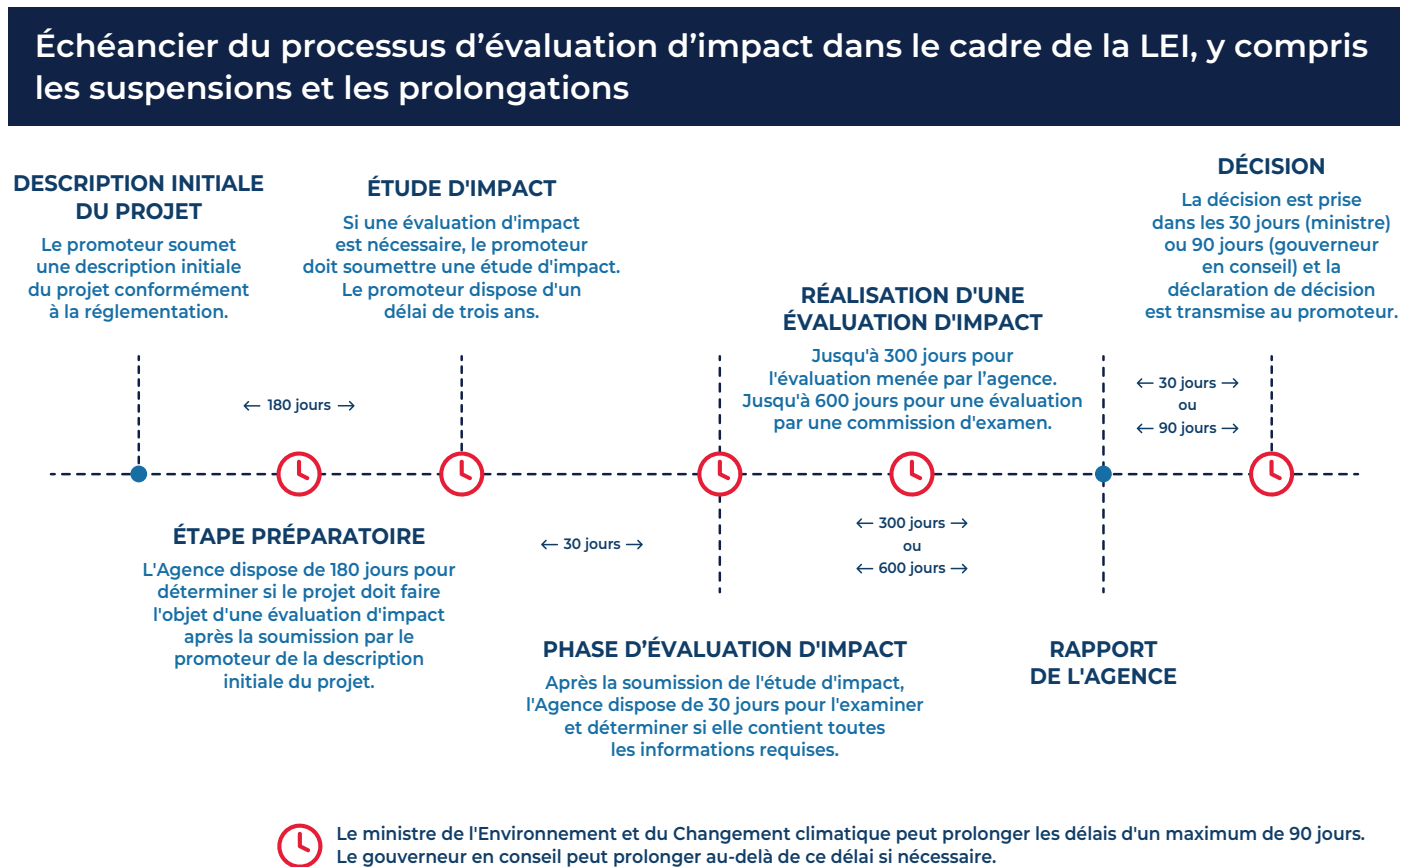 Échéancier du processus d’évaluation d’impact dans le cadre de la LEI, y compris
les suspensions et les prolongations
DESCRIPTION INITIALE
DU PROJET
Le promoteur soumet
une description initiale
du projet conformément
à la réglementation.
ÉTUDE D'IMPACT
Si une évaluation d'impact
est nécessaire, le promoteur
doit soumettre une étude d'impact.
Le promoteur dispose d'un
délai de trois ans.
RÉALISATION D'UNE
ÉVALUATION D'IMPACT
Jusqu'à 300 jours pour
l'évaluation menée par l’agence.
Jusqu'à 600 jours pour une évaluation
par une commission d'examen.
DÉCISION
La décision est prise
dans les 30 jours (ministre)
ou 90 jours (gouverneur
en conseil) et la
déclaration de décision
est transmise au promoteur.
← 180 jours →
← 30 jours →
ou
← 90 jours →
ÉTAPE PRÉPARATOIRE
L'Agence dispose de 180 jours pour
déterminer si le projet doit faire
l'objet d'une évaluation d'impact
après la soumission par le
promoteur de la description
initiale du projet.
← 30 jours →
← 300 jours →
ou
← 600 jours →
PHASE D’ÉVALUATION D'IMPACT
Après la soumission de l'étude d'impact,
l'Agence dispose de 30 jours pour l'examiner
et déterminer si elle contient toutes
les informations requises.
RAPPORT
DE L'AGENCE
Le ministre de l'Environnement et du Changement climatique peut prolonger les délais d'un maximum de 90 jours.
Le gouverneur en conseil peut prolonger au-delà de ce délai si nécessaire.